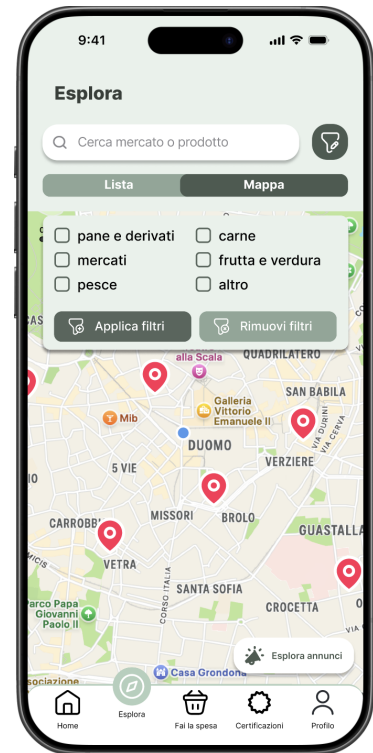 9:41
Esplora
Cerca mercato o prodotto
Lista
Mappa
pane e derivati
carne
mercati
frutta e verdura
pesce
altro
Applica filtri
Rimuovi filtri
alla Scala
QUADRILATERO
Galleria
Vittorio
Emanuele II
SAN BABILA
Mib
VIA DURINI
VIA CERVA
DUOMO
VERZIERE
5 VIE
MISSORI
BROLO
CARROBB
GUASTALL
VETRA
CORSO ITALIA
SANTA SOFIA
Parco Papa
Giovanni
Paolo II
CROCETTA
Casa Grondona
Esplora annunci
Home
Esplora
Fai la spesa
Certificazioni
Profilo